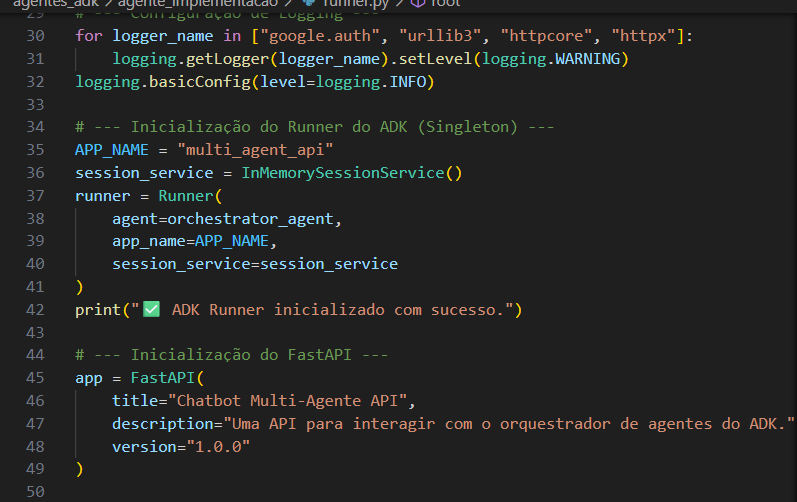 agentes_adk > agente_implementacao > runner.py > root
29 # --- Configuração de Logging ---
30 for logger_name in ["google.auth", "urllib3", "httpcore", "httpx"]:
31     logging.getLogger(logger_name).setLevel(logging.WARNING)
32 logging.basicConfig(level=logging.INFO)
33
34 # --- Inicialização do Runner do ADK (Singleton) ---
35 APP_NAME = "multi_agent_api"
36 session_service = InMemorySessionService()
37 runner = Runner(
38     agent=orchestrator_agent,
39     app_name=APP_NAME,
40     session_service=session_service
41 )
42 print("✅ ADK Runner inicializado com sucesso.")
43
44 # --- Inicialização do FastAPI ---
45 app = FastAPI(
46     title="Chatbot Multi-Agente API",
47     description="Uma API para interagir com o orquestrador de agentes do ADK."
48     version="1.0.0"
49 )
50